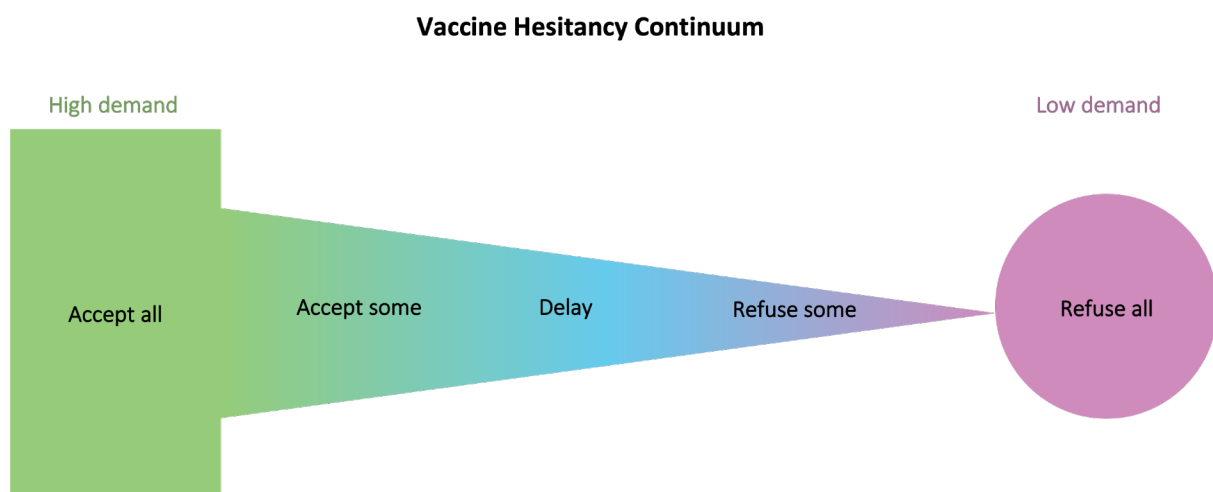 Vaccine Hesitancy Continuum
High demand
Low demand
Accept all
Accept some
Delay
Refuse some
Refuse all